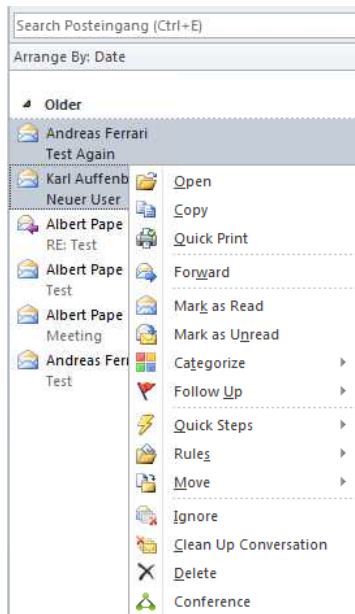 Search Posteingang (Ctrl+E)
Arrange By: Date
Older
Andreas Ferrari
Test Again
Karl Auffenb
Neuer User
Albert Pape
RE: Test
Albert Pape
Test
Albert Pape
Meeting
Andreas Ferr
Test
Open
Copy
Quick Print
Forward
Mark as Read
Mark as Unread
Categorize
Follow Up
Quick Steps
Rules
Move
Ignore
Clean Up Conversation
Delete
Conference